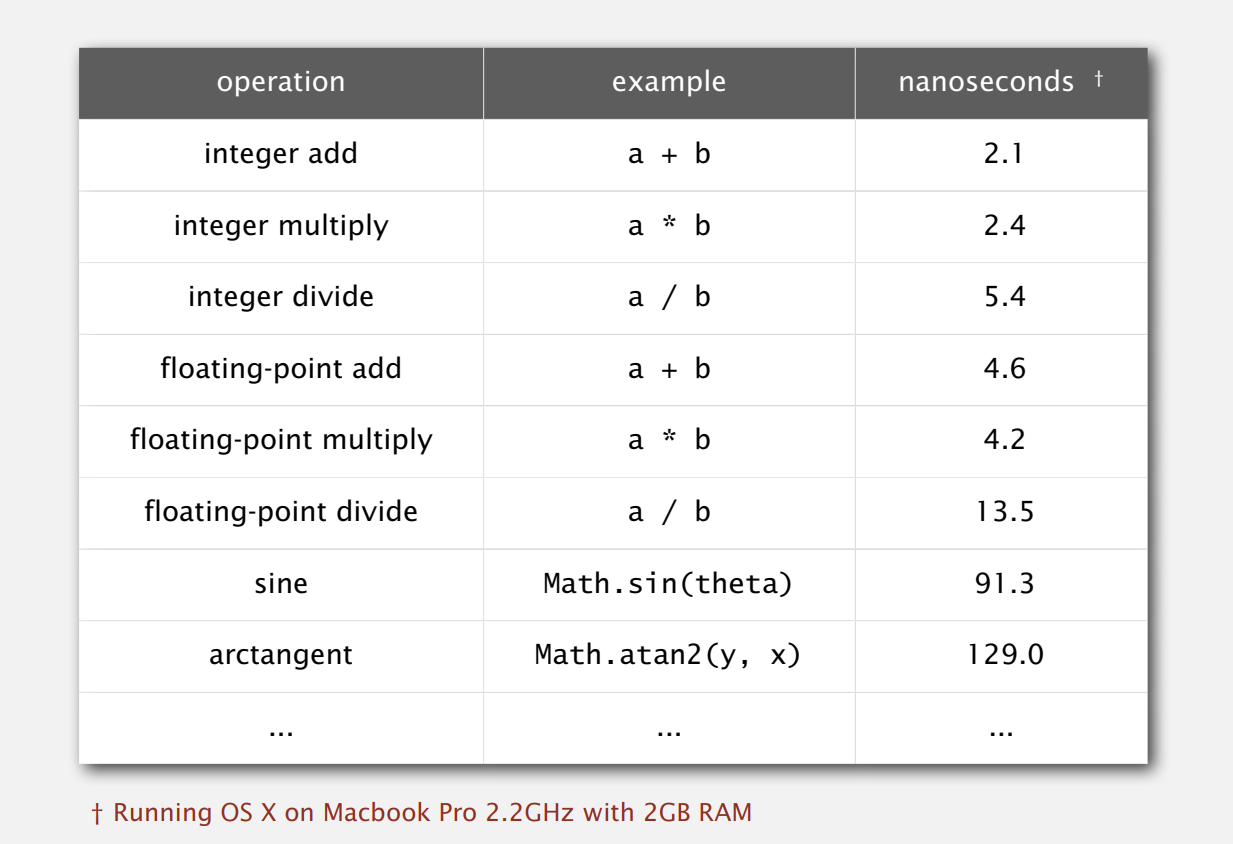 operation example nanoseconds †
integer add a + b 2.1
integer multiply a * b 2.4
integer divide a / b 5.4
floating-point add a + b 4.6
floating-point multiply a * b 4.2
floating-point divide a / b 13.5
sine Math.sin(theta) 91.3
arctangent Math.atan2(y, x) 129.0
... ... ...
† Running OS X on Macbook Pro 2.2GHz with 2GB RAM